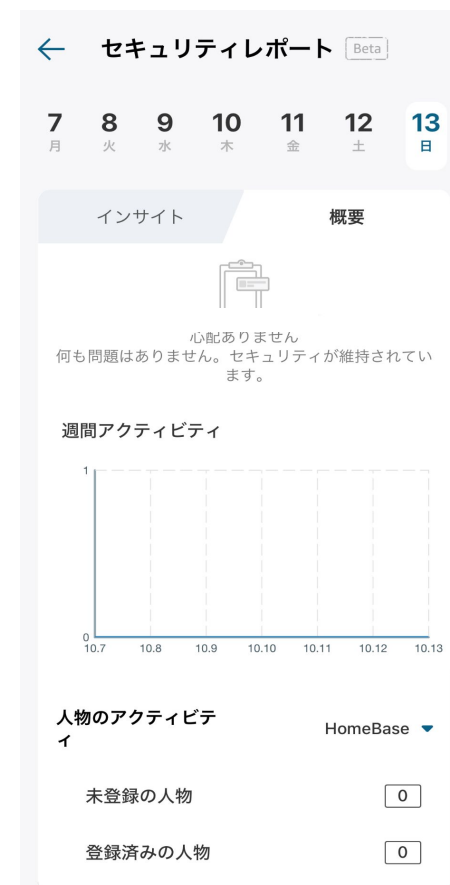 セキュリティレポート Beta
7 8 9 10 11 12 13
月 火 水 木 金 土 日
インサイト 概要
心配ありません
何も問題はありません。セキュリティが維持されてい
ます。
週間アクティビティ
1
0
10.7 10.8 10.9 10.10 10.11 10.12 10.13
人物のアクティビテ
ィ
HomeBase
未登録の人物 0
登録済みの人物 0